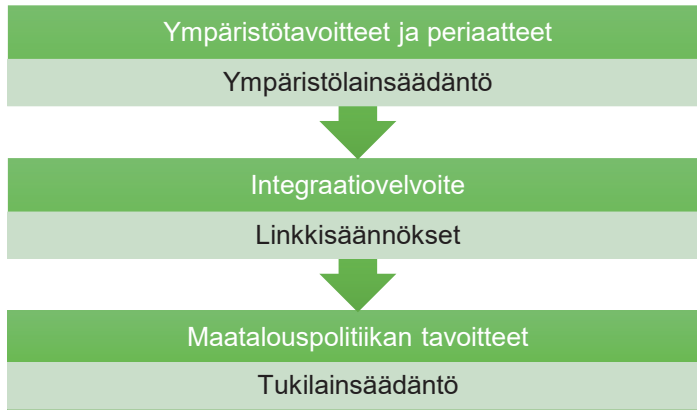 Ympäristötavoitteet ja periaatteet
Ympäristölainsäädäntö
Integraatiovelvoite
Linkkisäännökset
Maatalouspolitiikan tavoitteet
Tukilainsäädäntö